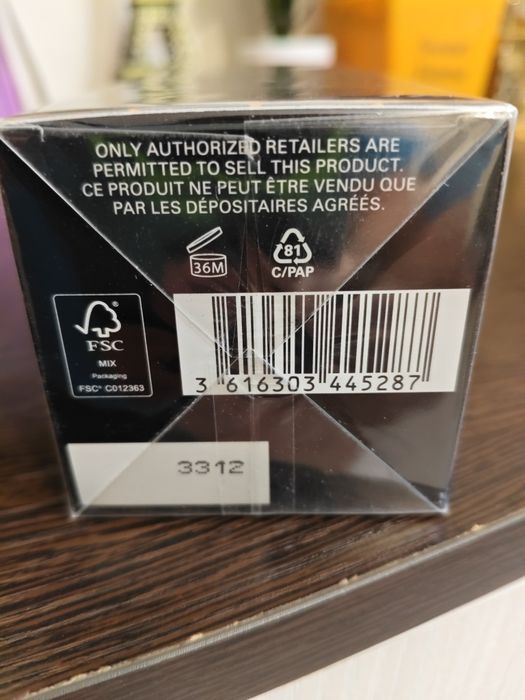 ONLY AUTHORIZED RETAILERS ARE
PERMITTED TO SELL THIS PRODUCT.
CE PRODUIT NE PEUT ÊTRE VENDU QUE
PAR LES DÉPOSITAIRES AGRÉÉS.
36M
81
C/PAP
FSC®
MIX
Packaging
FSC® C012363
3 616303 445287
3312